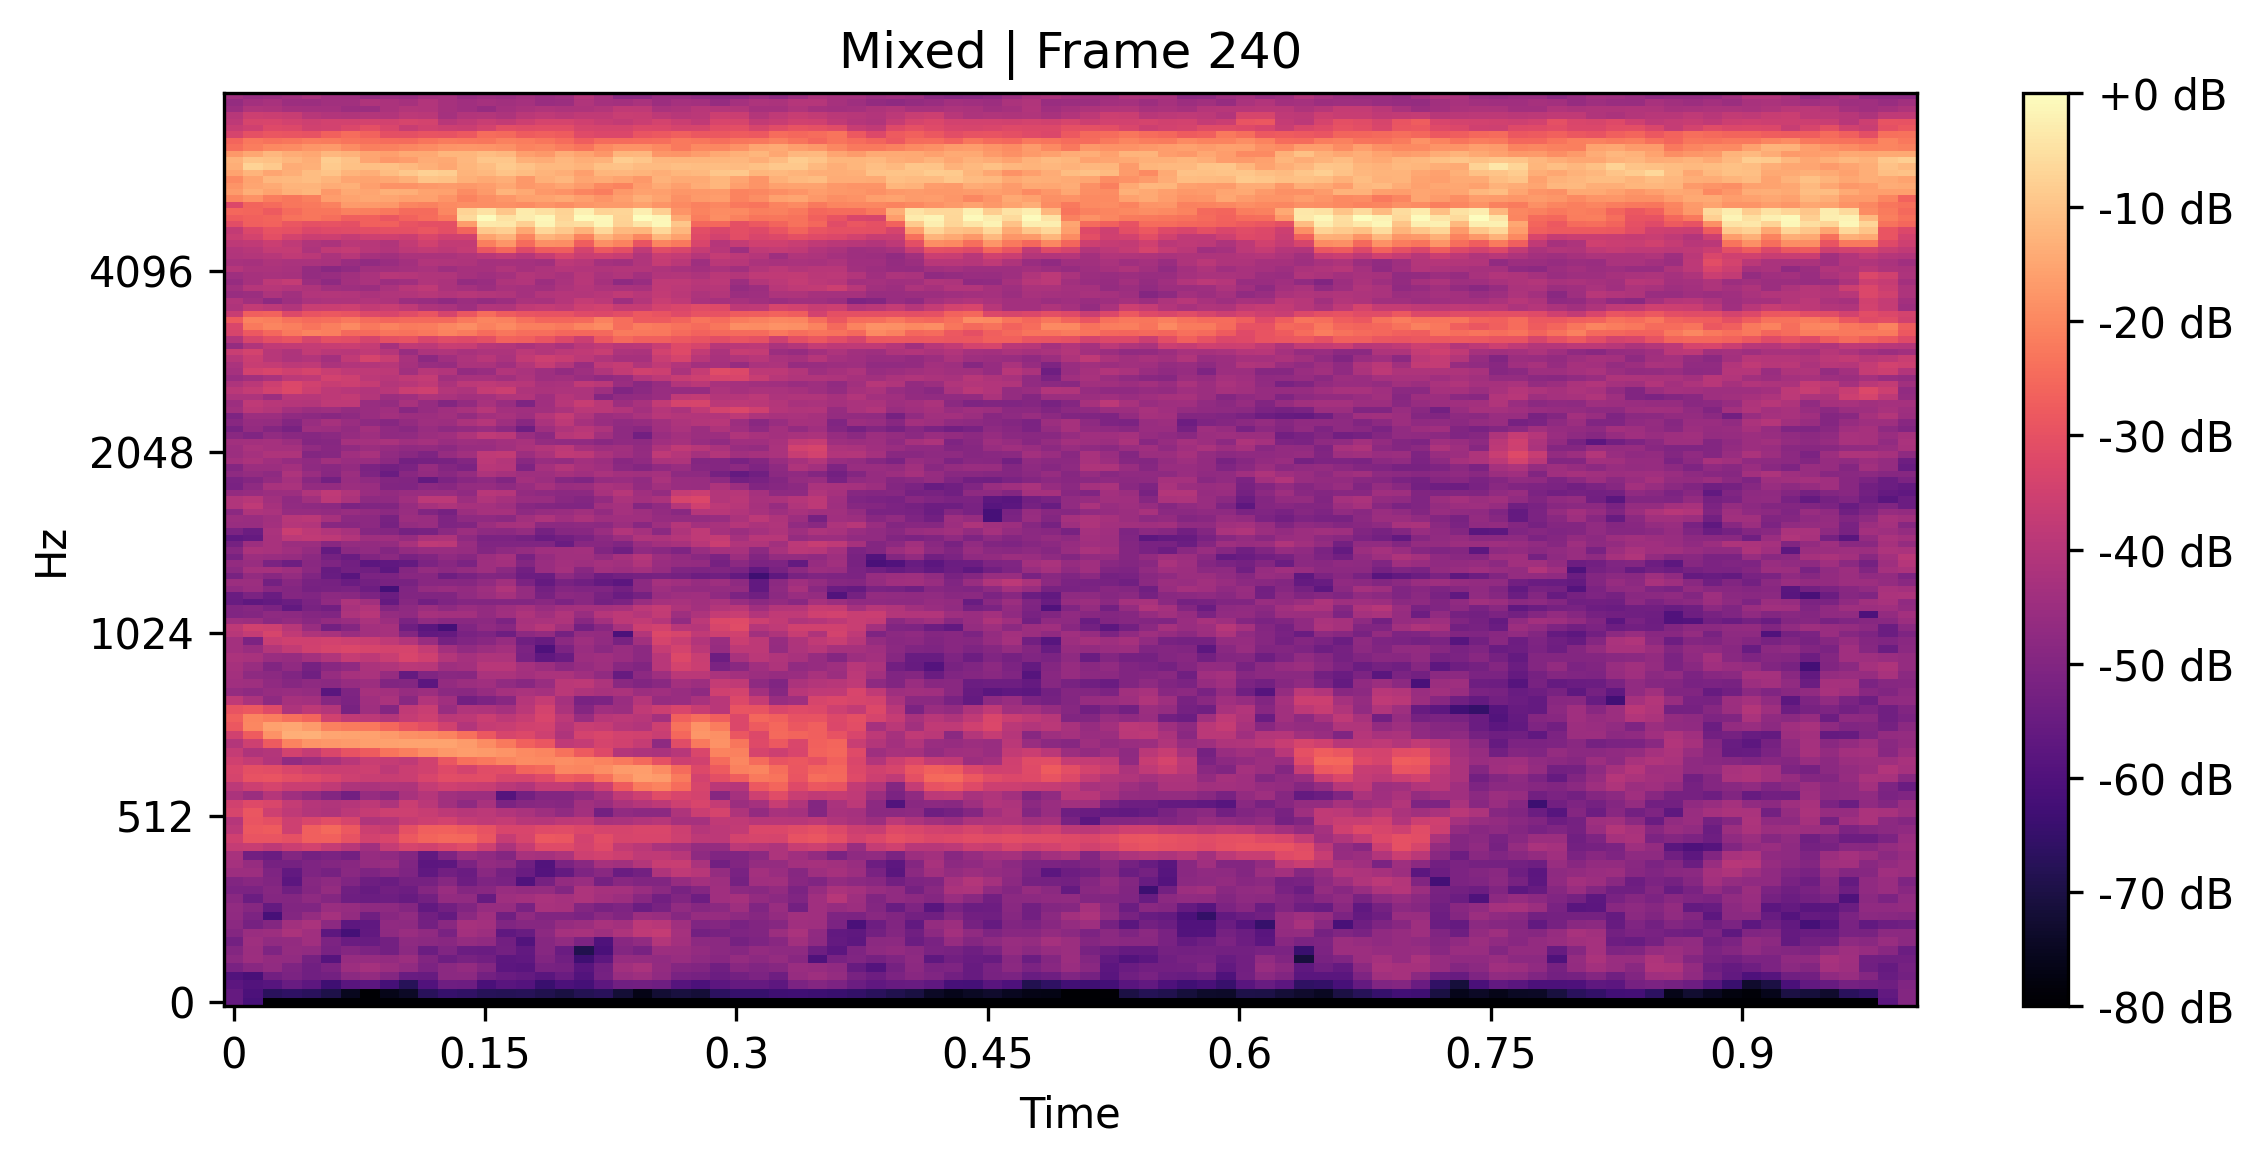 Mixed | Frame 240
+0 dB
-10 dB
-20 dB
-30 dB
-40 dB
-50 dB
-60 dB
-70 dB
-80 dB
4096
2048
1024
512
0
Hz
0 0.15 0.3 0.45 0.6 0.75 0.9
Time